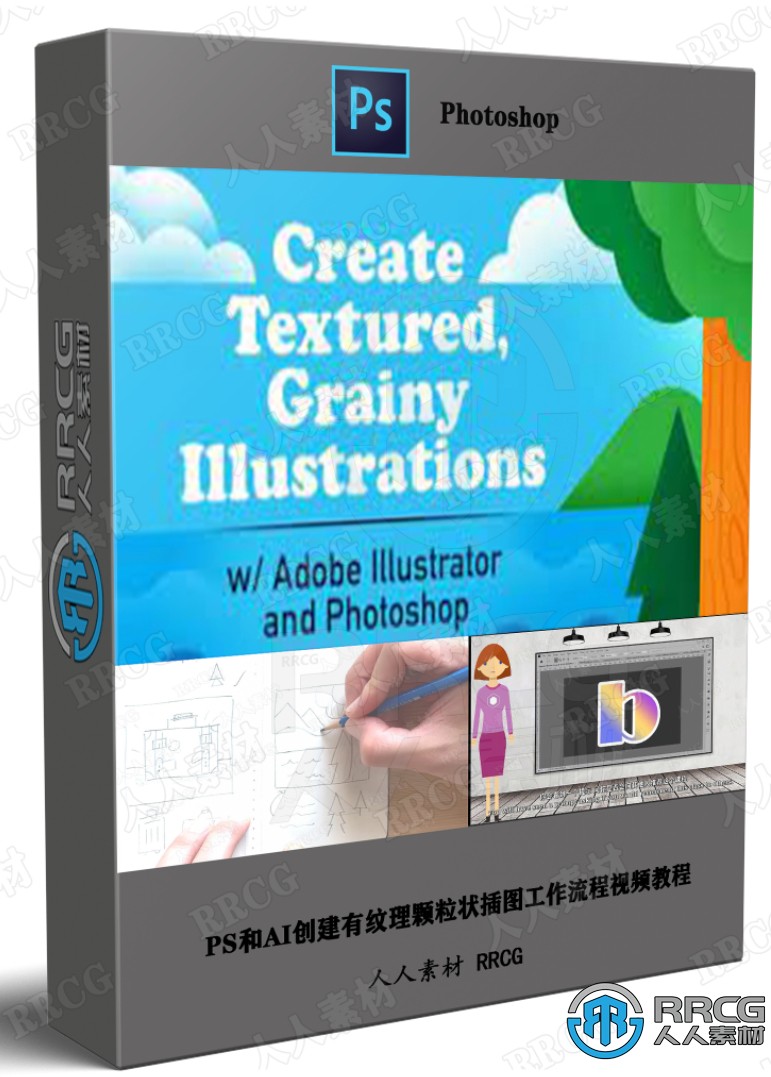 Ps
Photoshop
Create
Textured,
Grainy
Illustrations
w/ Adobe Illustrator
and Photoshop
RRCG
人人素材
RRCG
b
PS和AI创建有纹理颗粒状插图工作流程视频教程
人人素材 RRCG
RRCG
人人素材